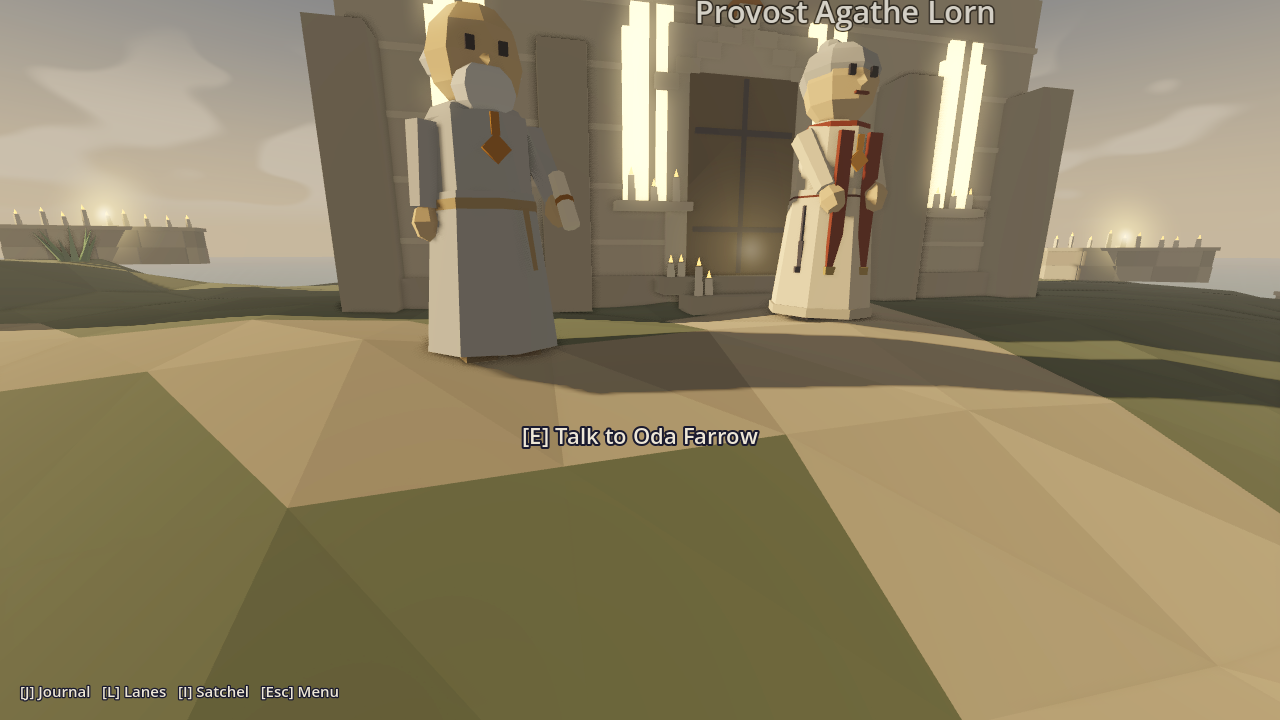 Provost Agathe Lorn
[E] Talk to Oda Farrow
[J] Journal [L] Lanes [I] Satchel [Esc] Menu